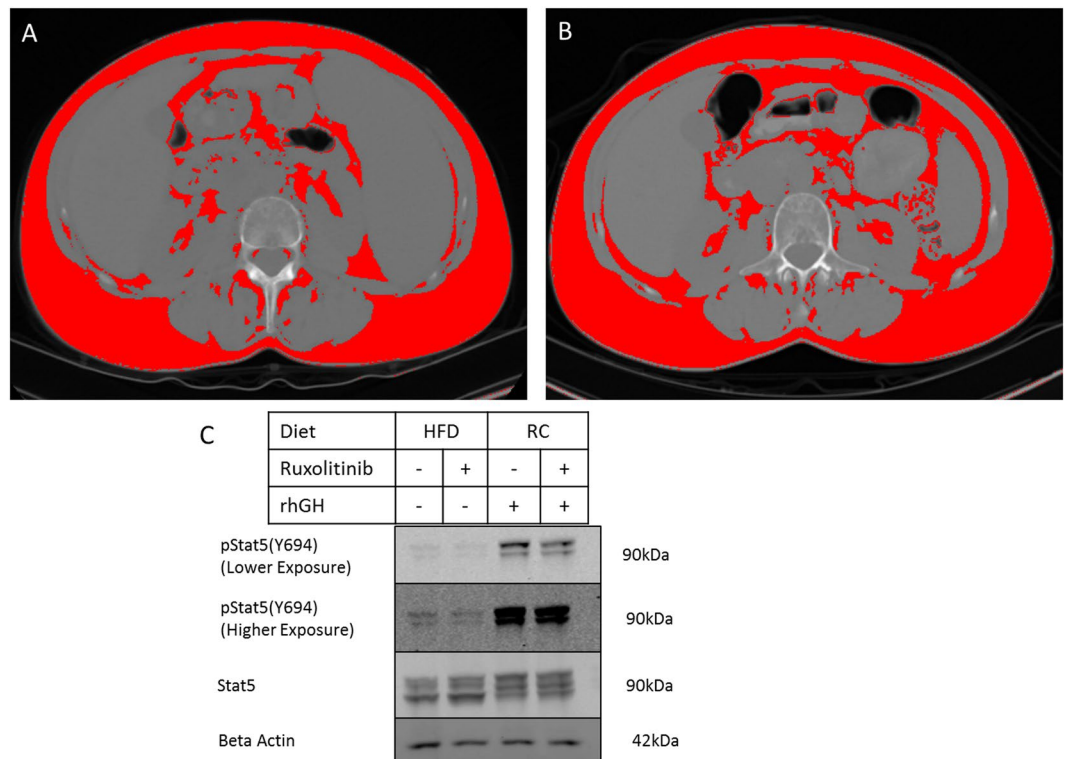 A
B
C
Diet HFD RC
Ruxolitinib - + - +
rhGH - - + +
pStat5(Y694)
(Lower Exposure)
90kDa
pStat5(Y694)
(Higher Exposure)
90kDa
Stat5
90kDa
Beta Actin
42kDa